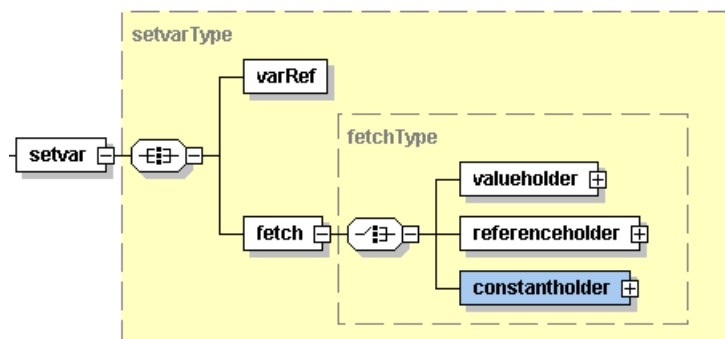 setvarType
varRef
fetchType
setvar
valueholder
fetch
referenceholder
constantholder